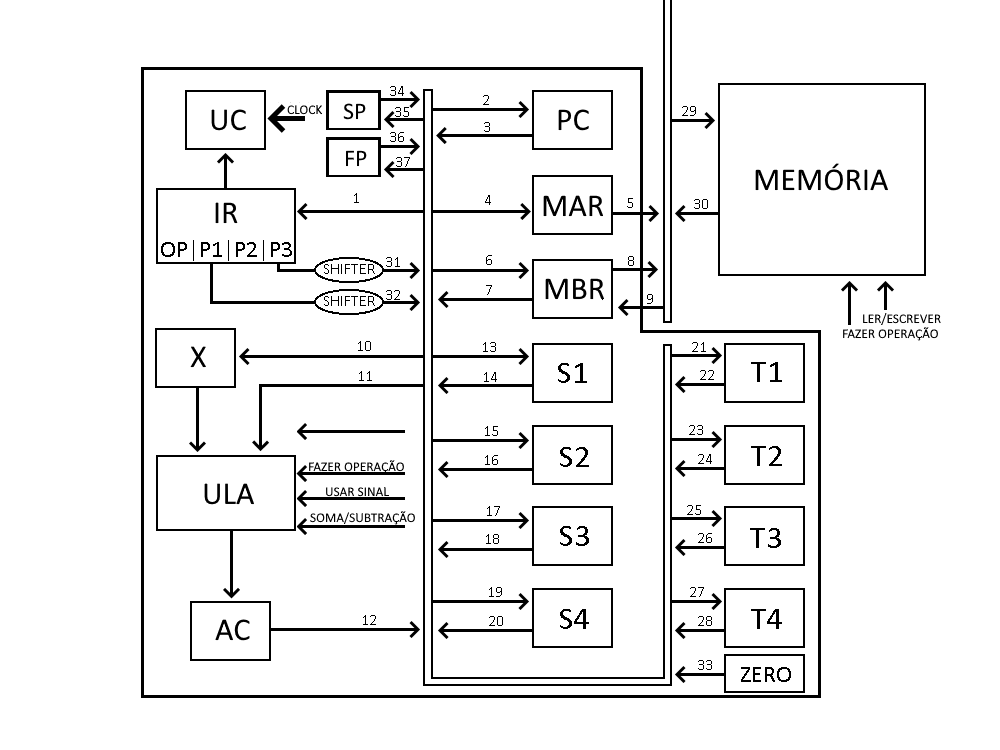 UC
CLOCK
SP
34
35
FP
36
37
2
3
PC
29
MEMÓRIA
30
IR
OP|P1|P2|P3
1
4
MAR
5
SHIFTER
31
SHIFTER
32
6
7
MBR
8
9
LER/ESCREVER
FAZER OPERAÇÃO
X
10
11
13
14
S1
21
22
T1
15
16
S2
23
24
T2
ULA
FAZER OPERAÇÃO
USAR SINAL
SOMA/SUBTRAÇÃO
17
18
S3
25
26
T3
AC
12
19
20
S4
27
28
T4
33
ZERO